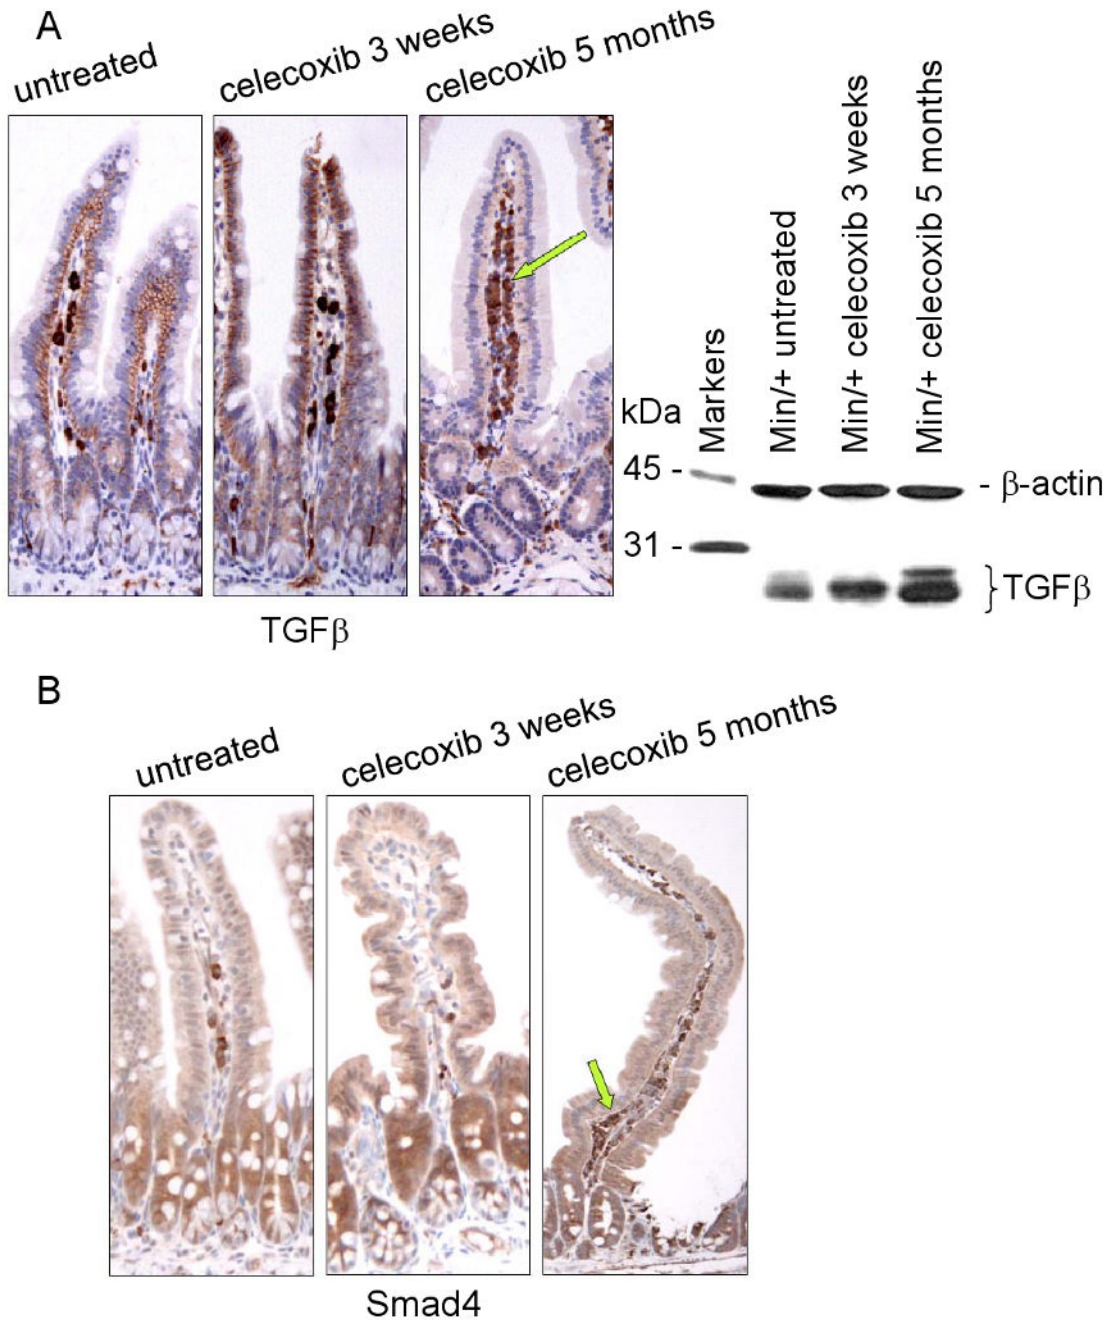 A
untreated
celecoxib 3 weeks
celecoxib 5 months
TGFβ
Markers
Min/+ untreated
Min/+ celecoxib 3 weeks
Min/+ celecoxib 5 months
kDa
45 -
- β-actin
31 -
}TGFβ
B
untreated
celecoxib 3 weeks
celecoxib 5 months
Smad4